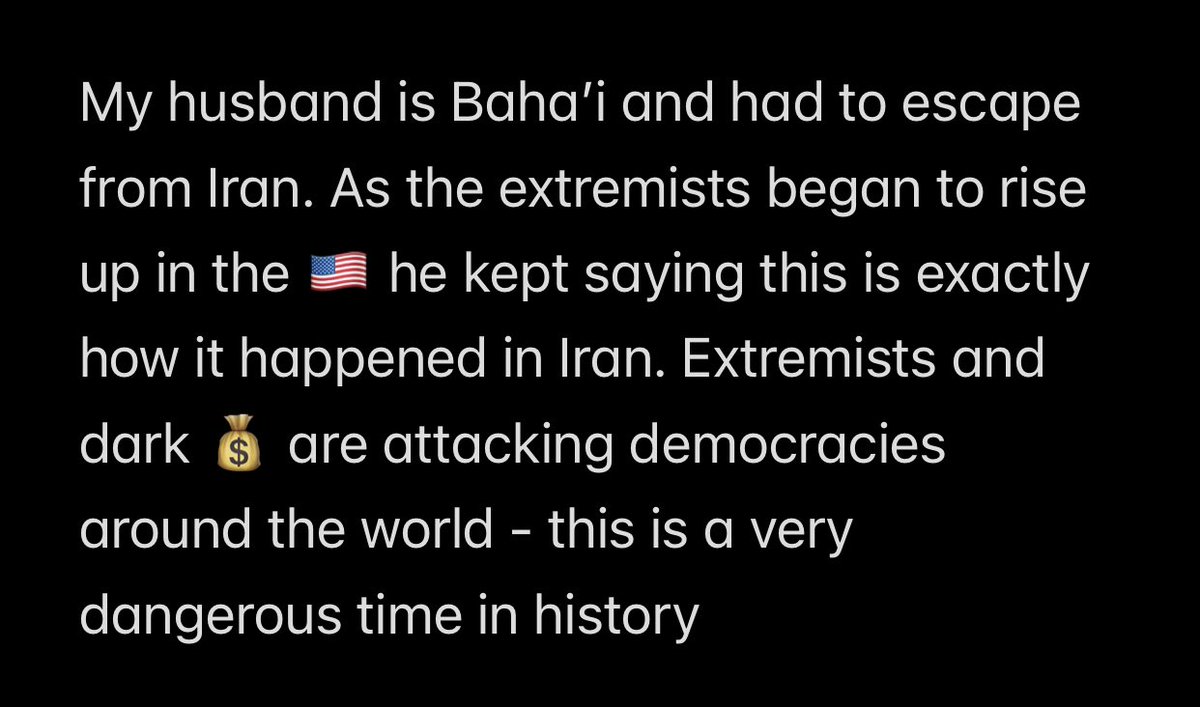 My husband is Baha'i and had to escape
from Iran. As the extremists began to rise
up in the 🇺🇸 he kept saying this is exactly
how it happened in Iran. Extremists and
dark 💰 are attacking democracies
around the world - this is a very
dangerous time in history